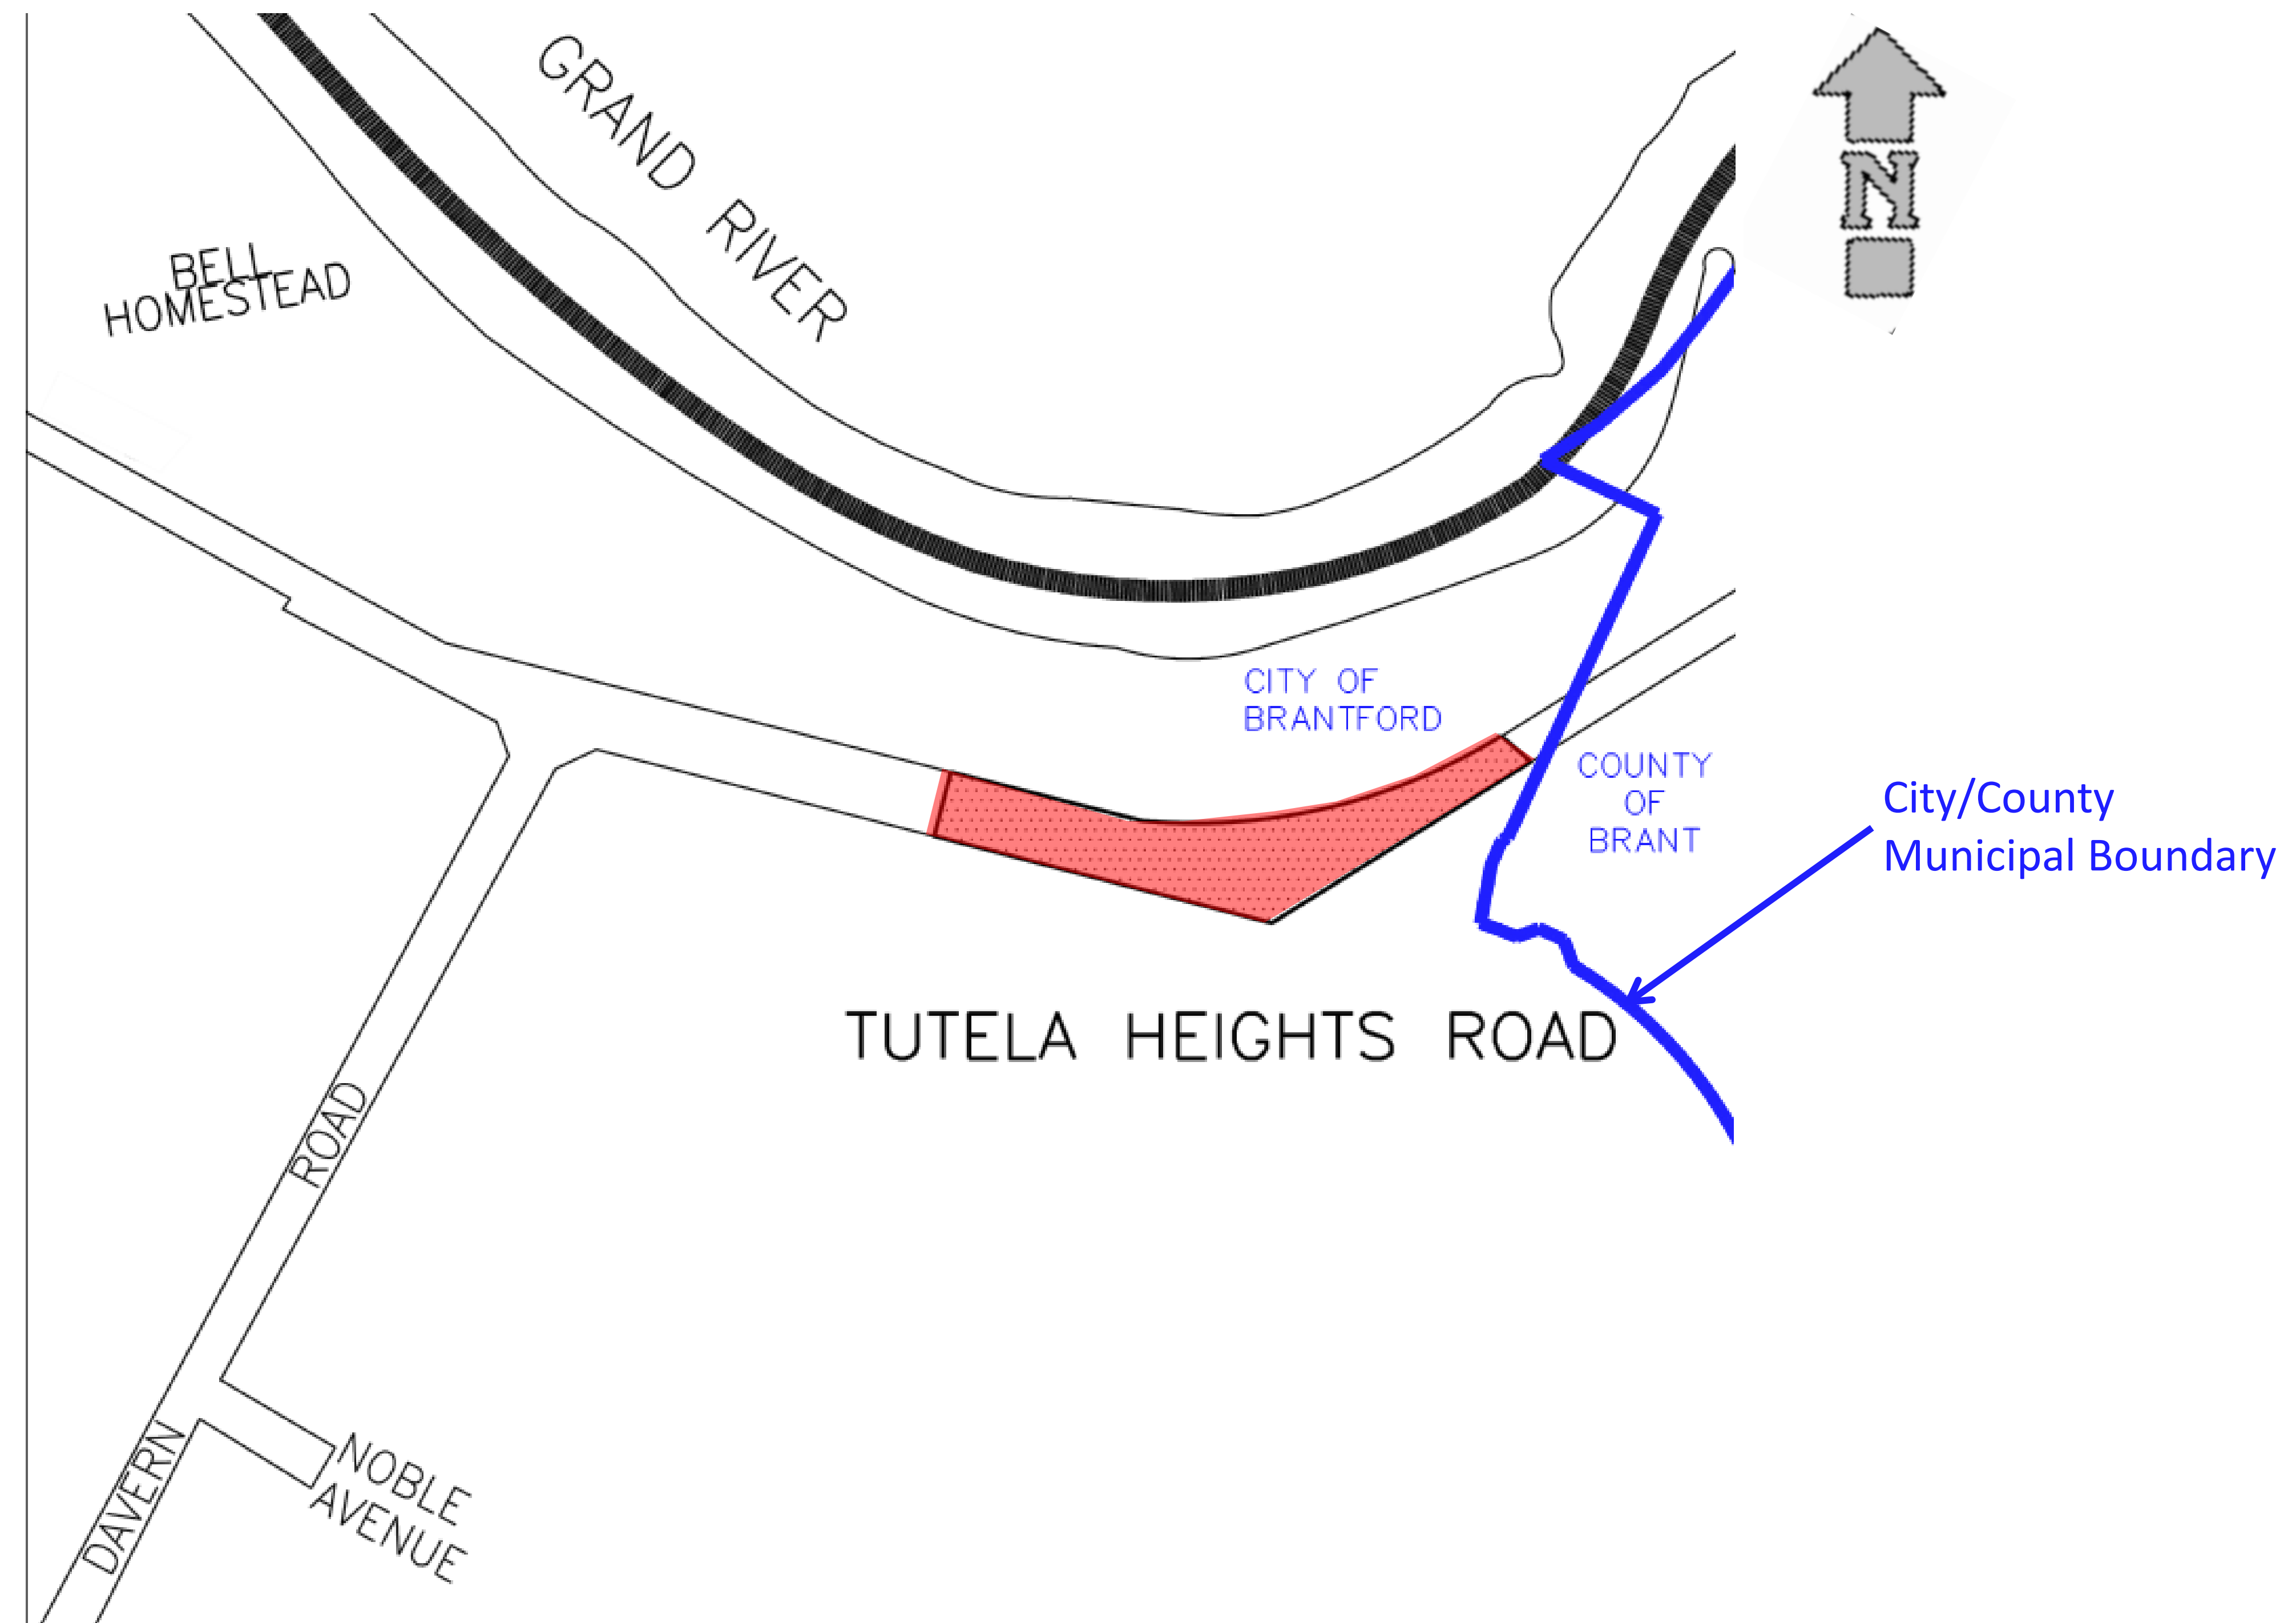 GRAND RIVER
N
BELL
HOMESTEAD
CITY OF
BRANTFORD
COUNTY
OF
BRANT
City/County
Municipal Boundary
TUTELA HEIGHTS ROAD
DAVERN ROAD
NOBLE
AVENUE